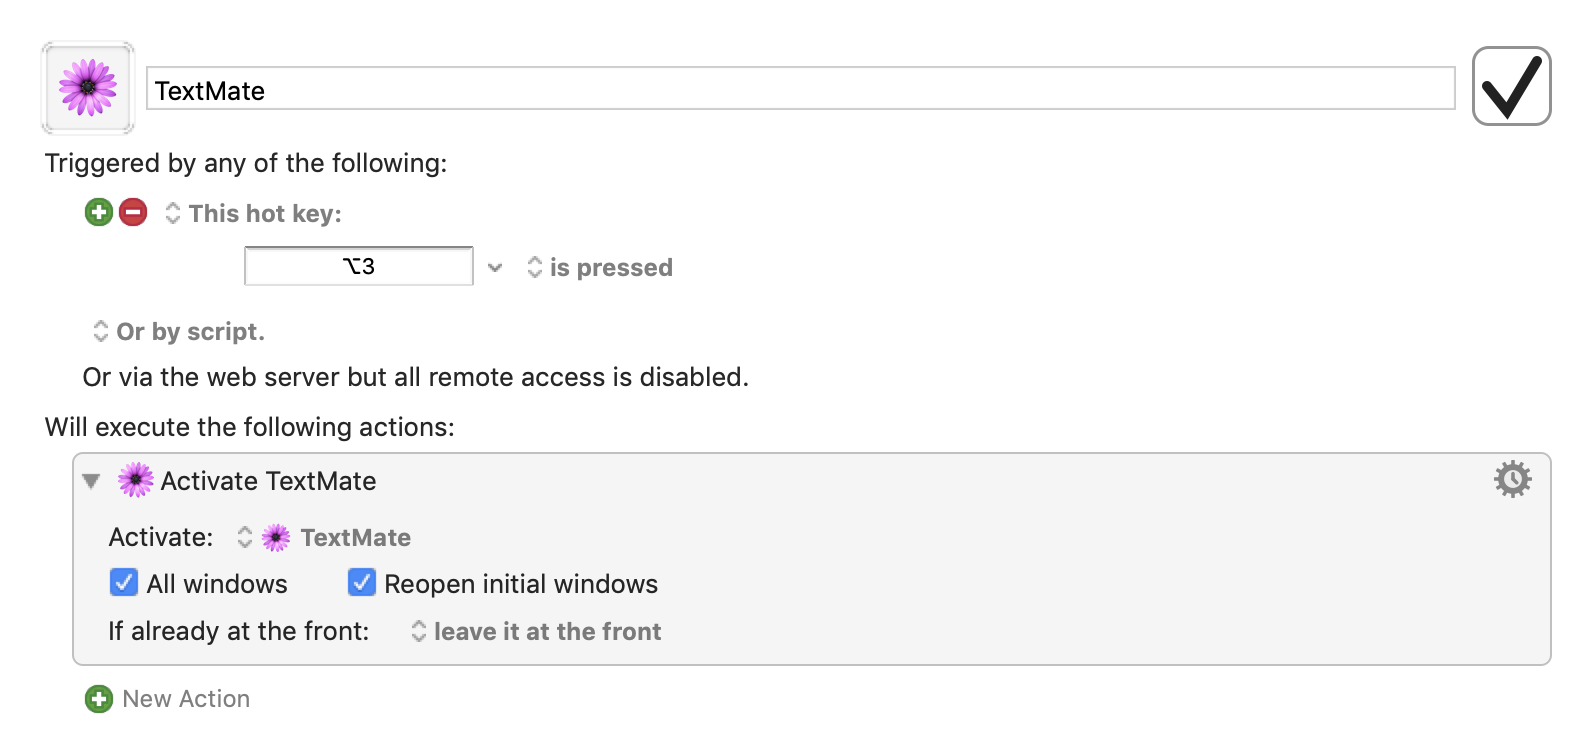 TextMate
Triggered by any of the following:
This hot key:
⌥3 is pressed
Or by script.
Or via the web server but all remote access is disabled.
Will execute the following actions:
Activate TextMate
Activate: TextMate
All windows Reopen initial windows
If already at the front: leave it at the front
New Action